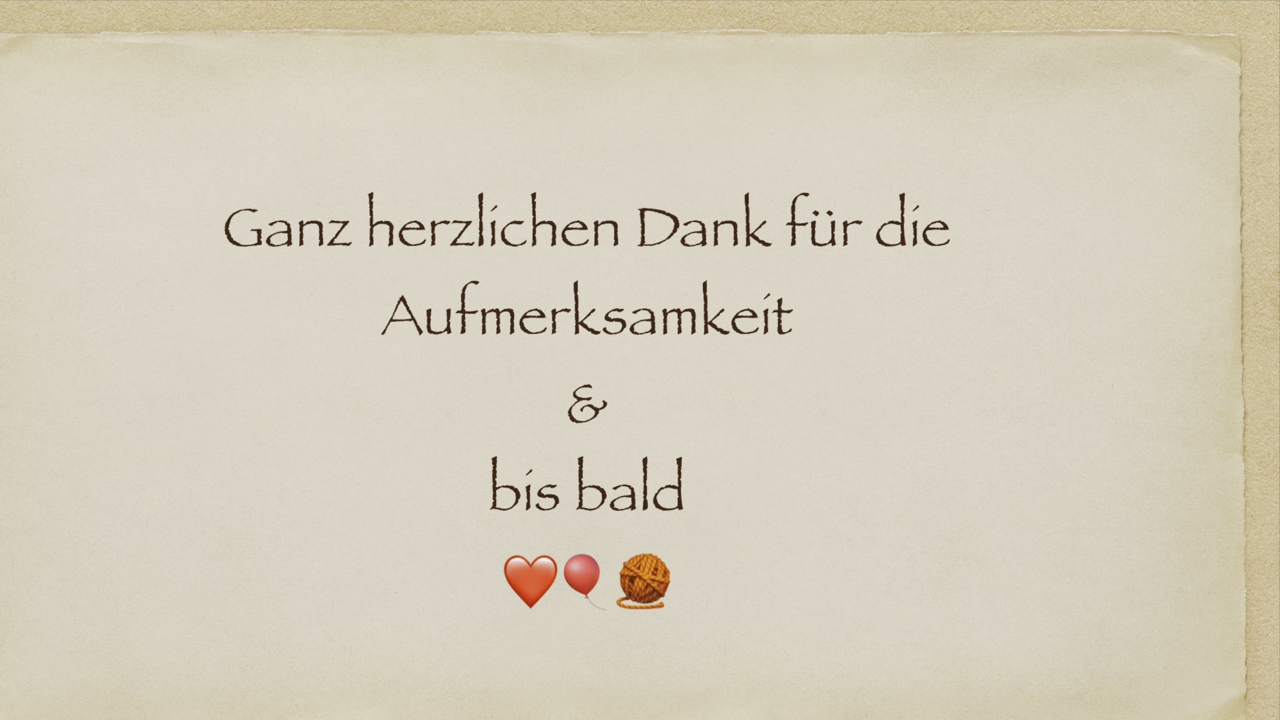 Ganz herzlichen Dank für die
Aufmerksamkeit
&
bis bald
❤️🎈🧶